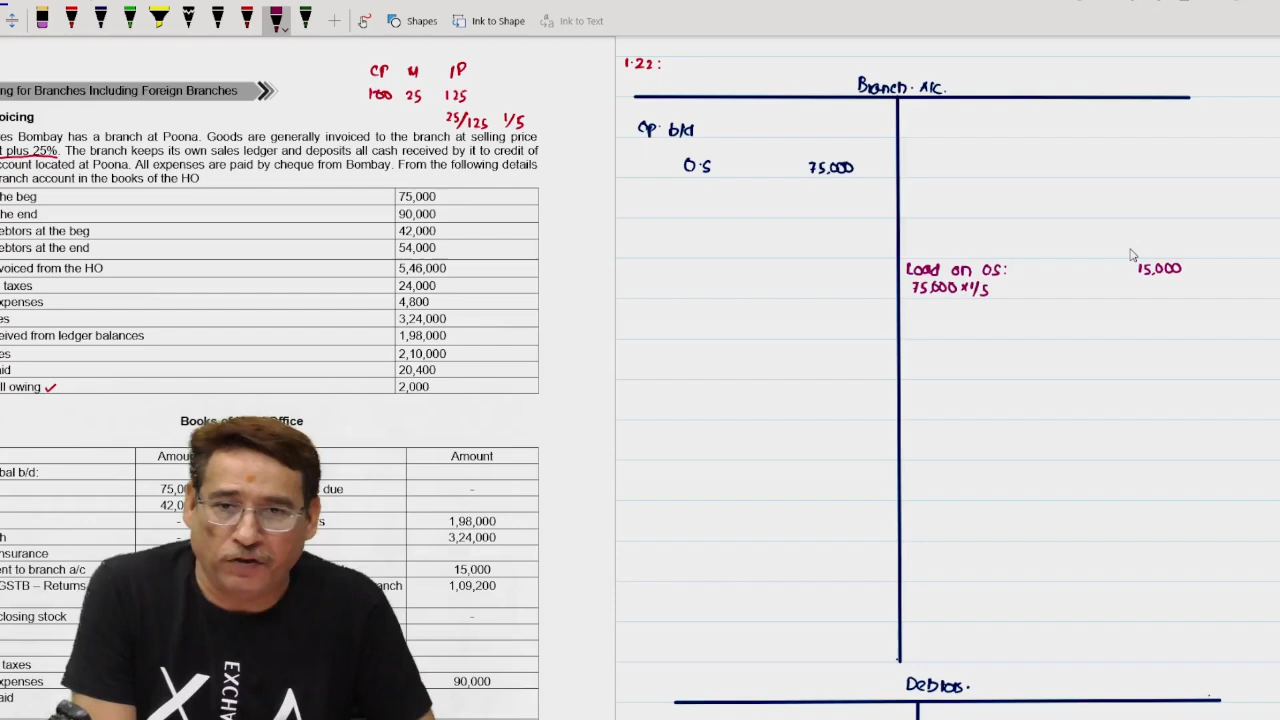 Shapes
Ink to Shape
Ink to Text
CP M IP
100 25 125
25/125 1/5
ng for Branches Including Foreign Branches
oicing
res Bombay has a branch at Poona. Goods are generally invoiced to the branch at selling price
t plus 25%. The branch keeps its own sales ledger and deposits all cash received by it to credit of
ccount located at Poona. All expenses are paid by cheque from Bombay. From the following details
ranch account in the books of the HO
he beg 75,000
he end 90,000
ebtors at the beg 42,000
ebtors at the end 54,000
voiced from the HO 5,46,000
taxes 24,000
xpenses 4,800
es 3,24,000
eived from ledger balances 1,98,000
es 2,10,000
aid 20,400
ll owing ✓ 2,000
Books of Office
Amou Amount
bal b/d:
75,0 s due -
42,0
- s 1,98,000
h - 3,24,000
nsurance
ent to branch a/c 15,000
GSTB – Returns anch 1,09,200
closing stock -
taxes
xpenses 90,000
aid
EXCHA
1.22:
Branch A/c.
Op b/d
O.S 75,000
Load on OS: 15,000
75,000 × 1/5
Debtors.